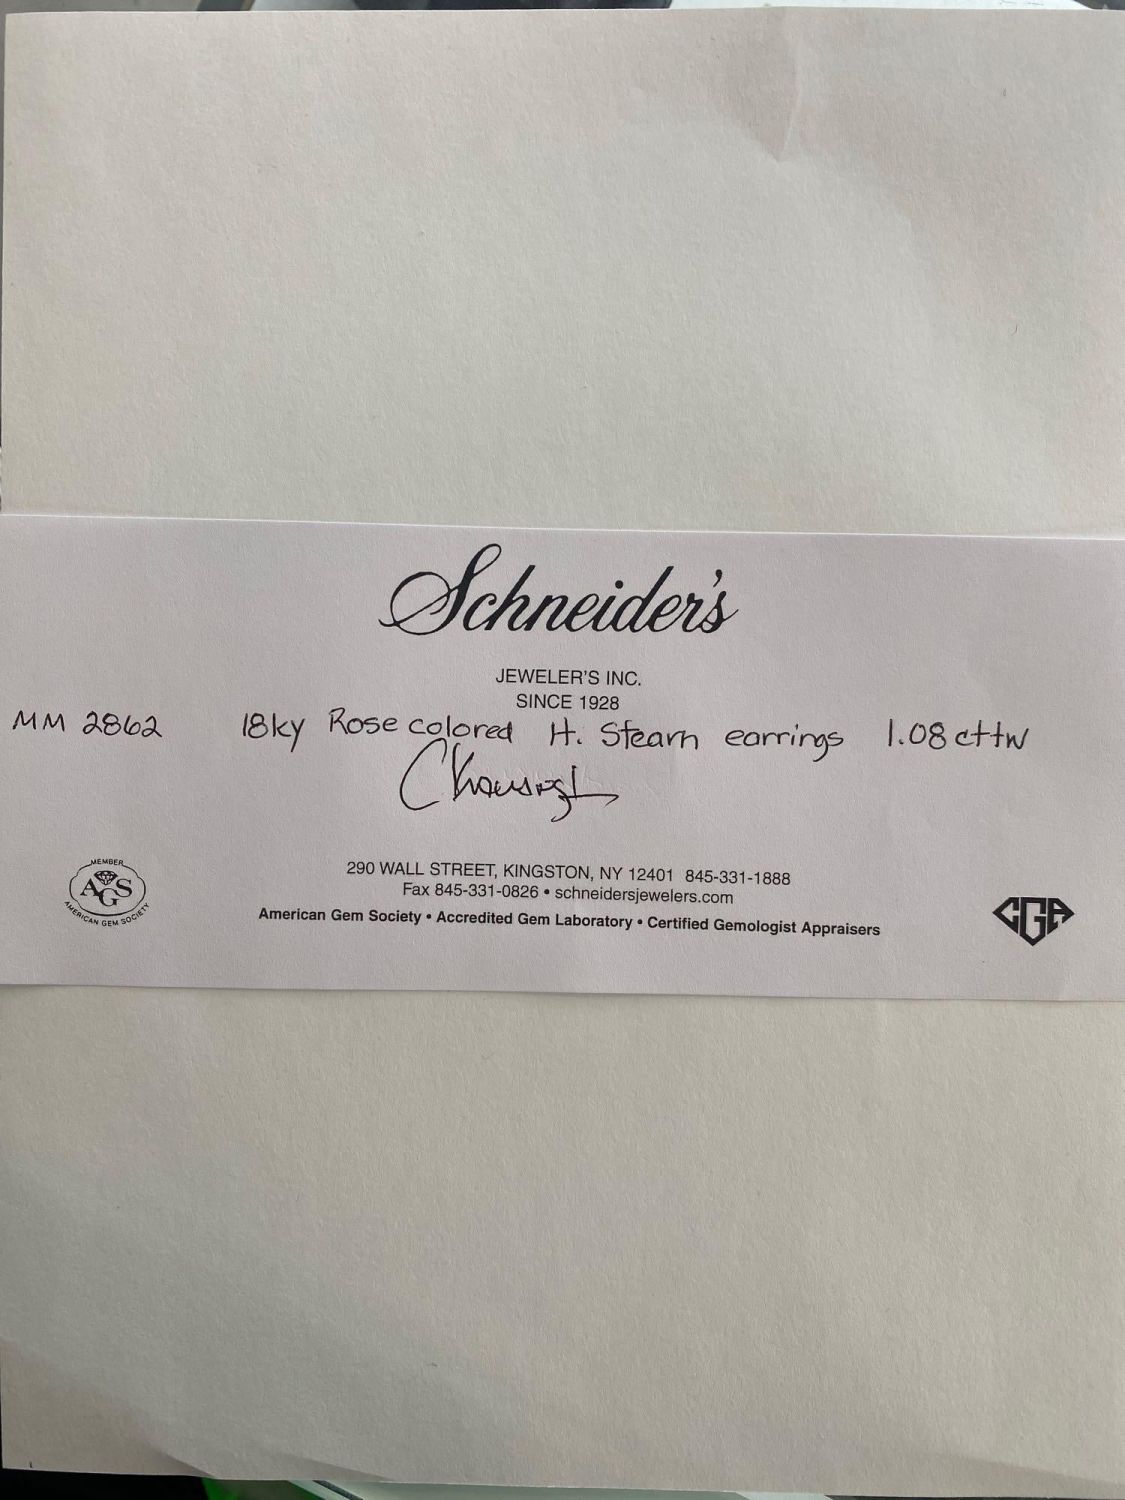 Schneider's
JEWELER'S INC.
SINCE 1928
MM 2862 18ky Rose colored H. Stearn earrings 1.08 cttw
MEMBER
AGS
AMERICAN GEM SOCIETY
290 WALL STREET, KINGSTON, NY 12401 845-331-1888
Fax 845-331-0826 • schneidersjewelers.com
American Gem Society • Accredited Gem Laboratory • Certified Gemologist Appraisers
CGA